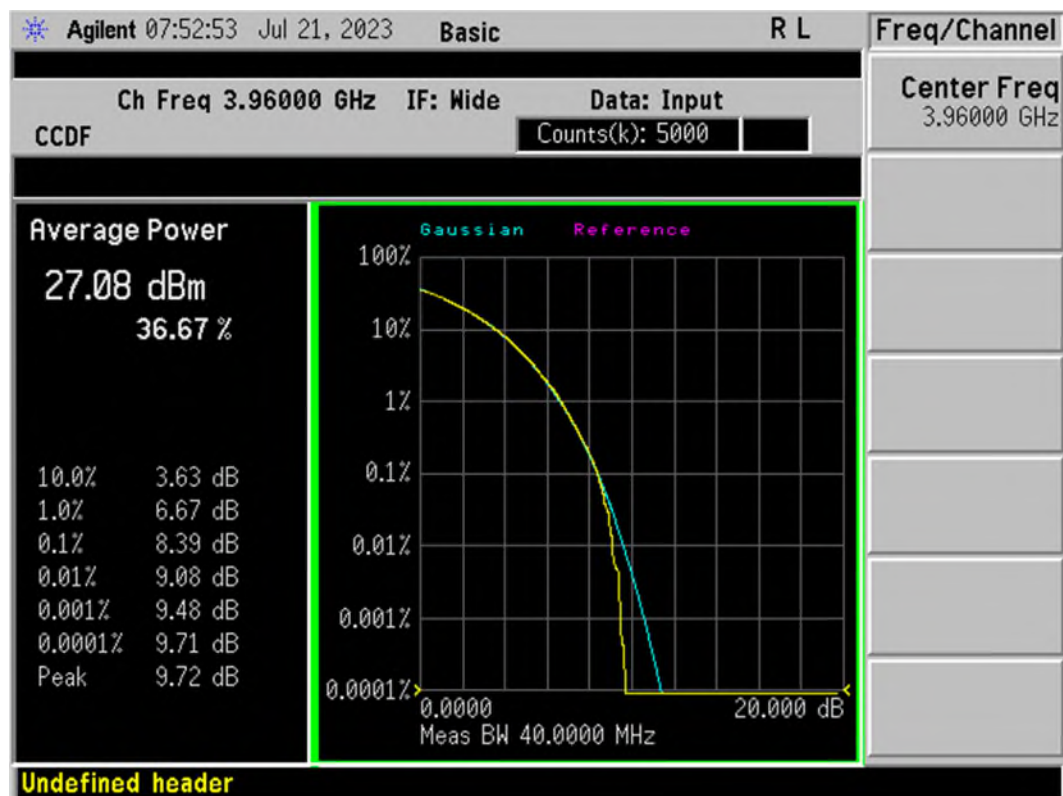 Agilent 07:52:53 Jul 21, 2023 Basic R L
Freq/Channel
Ch Freq 3.96000 GHz IF: Wide Data: Input
CCDF Counts(k): 5000
Center Freq
3.96000 GHz
Average Power
27.08 dBm
36.67 %
10.0% 3.63 dB
1.0% 6.67 dB
0.1% 8.39 dB
0.01% 9.08 dB
0.001% 9.48 dB
0.0001% 9.71 dB
Peak 9.72 dB
Gaussian Reference
100%
10%
1%
0.1%
0.01%
0.001%
0.0001%
0.0000 20.000 dB
Meas BW 40.0000 MHz
Undefined header